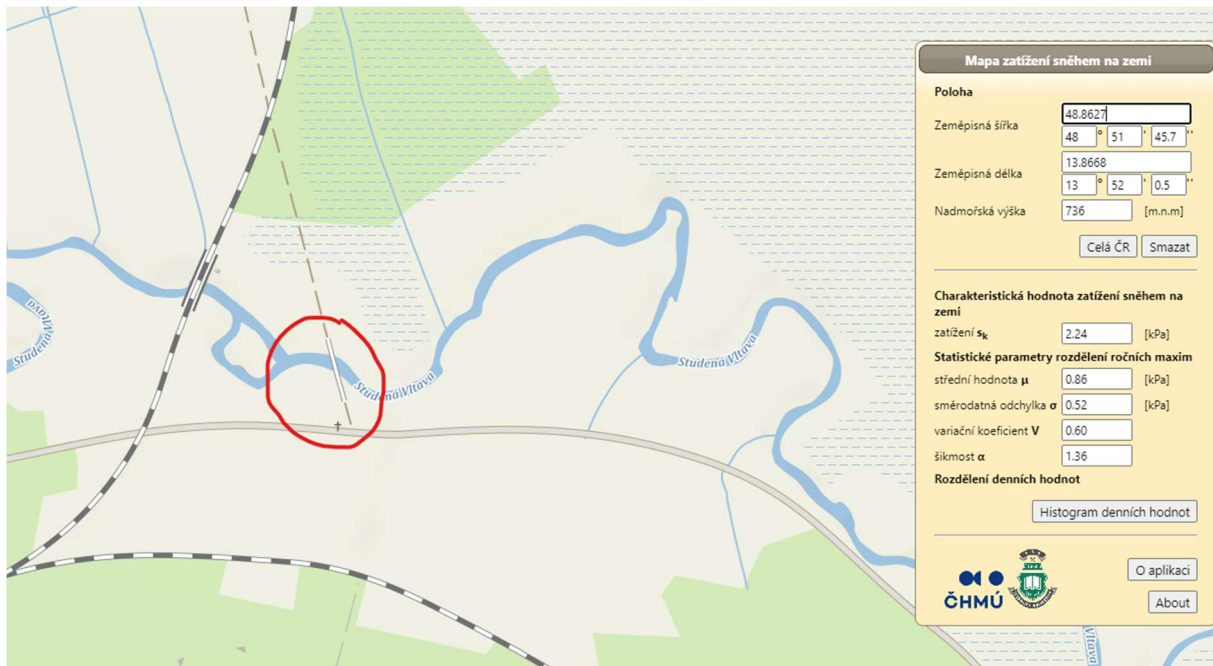 Mapa zatížení sněhem na zemi
Poloha
Zeměpisná šířka
48.8627
48 ° 51 ' 45.7 ''
Zeměpisná délka
13.8668
13 ° 52 ' 0.5 ''
Nadmořská výška 736 [m.n.m]
Celá ČR Smazat
Charakteristická hodnota zatížení sněhem na
zemi
zatížení sk 2.24 [kPa]
Statistické parametry rozdělení ročních maxim
střední hodnota μ 0.86 [kPa]
směrodatná odchylka σ 0.52 [kPa]
variační koeficient V 0.60
šikmost α 1.36
Rozdělení denních hodnot
Histogram denních hodnot
ČHMÚ
O aplikaci
About
Studená Vltava
Studená Vltava
Studená Vltava
Vltava